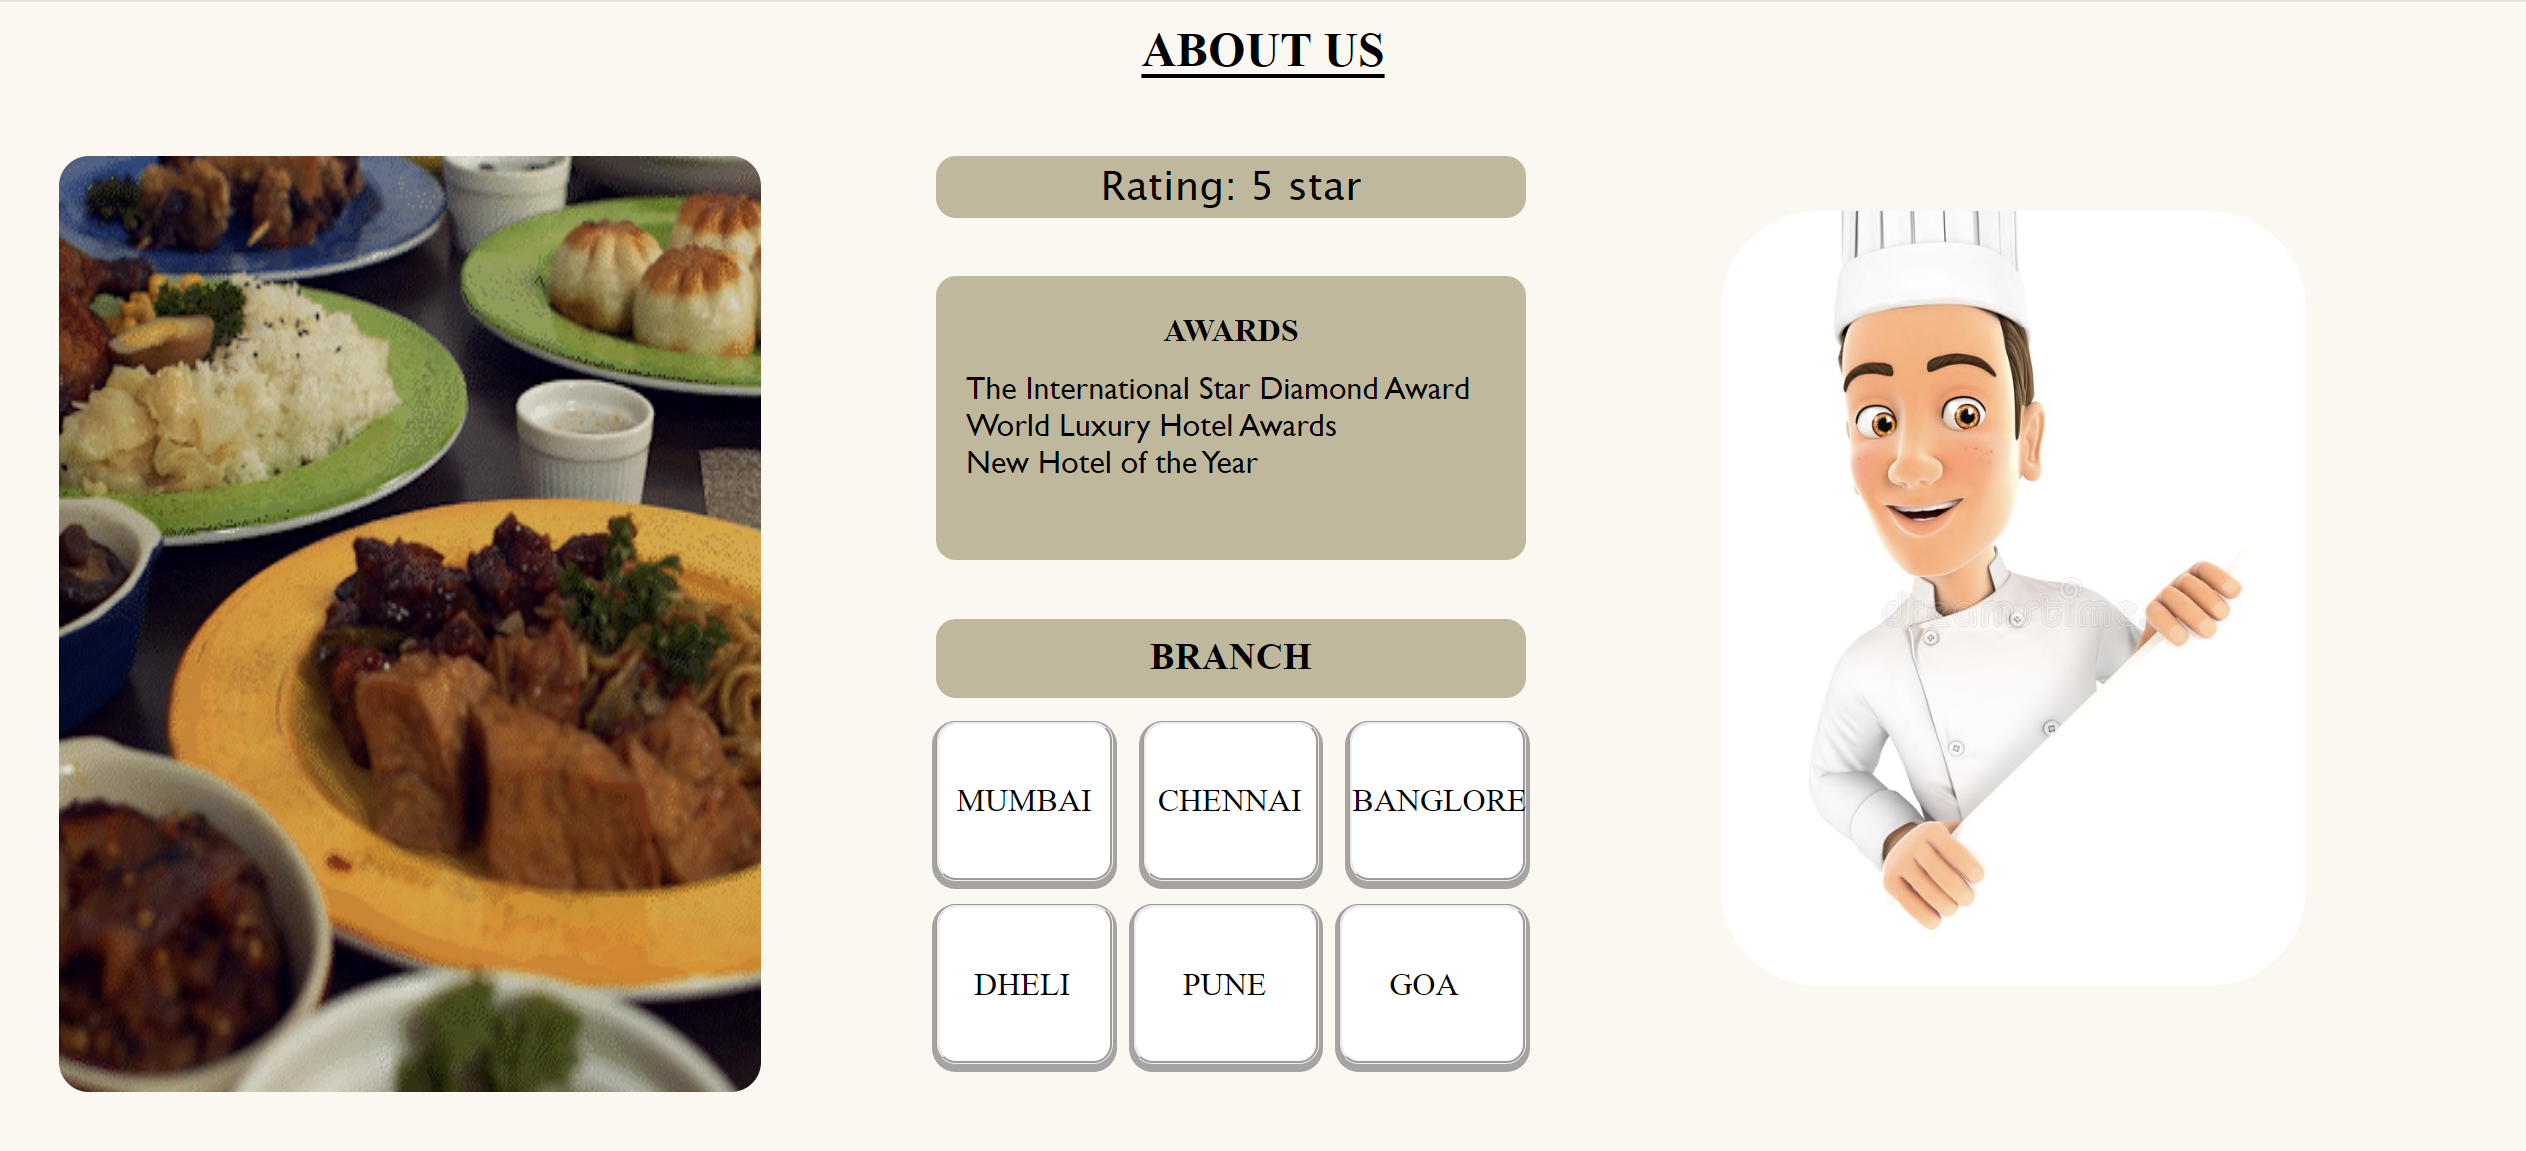 ABOUT US
Rating: 5 star
AWARDS
The International Star Diamond Award
World Luxury Hotel Awards
New Hotel of the Year
BRANCH
MUMBAI
CHENNAI
BANGLORE
DHELI
PUNE
GOA
dreamstime